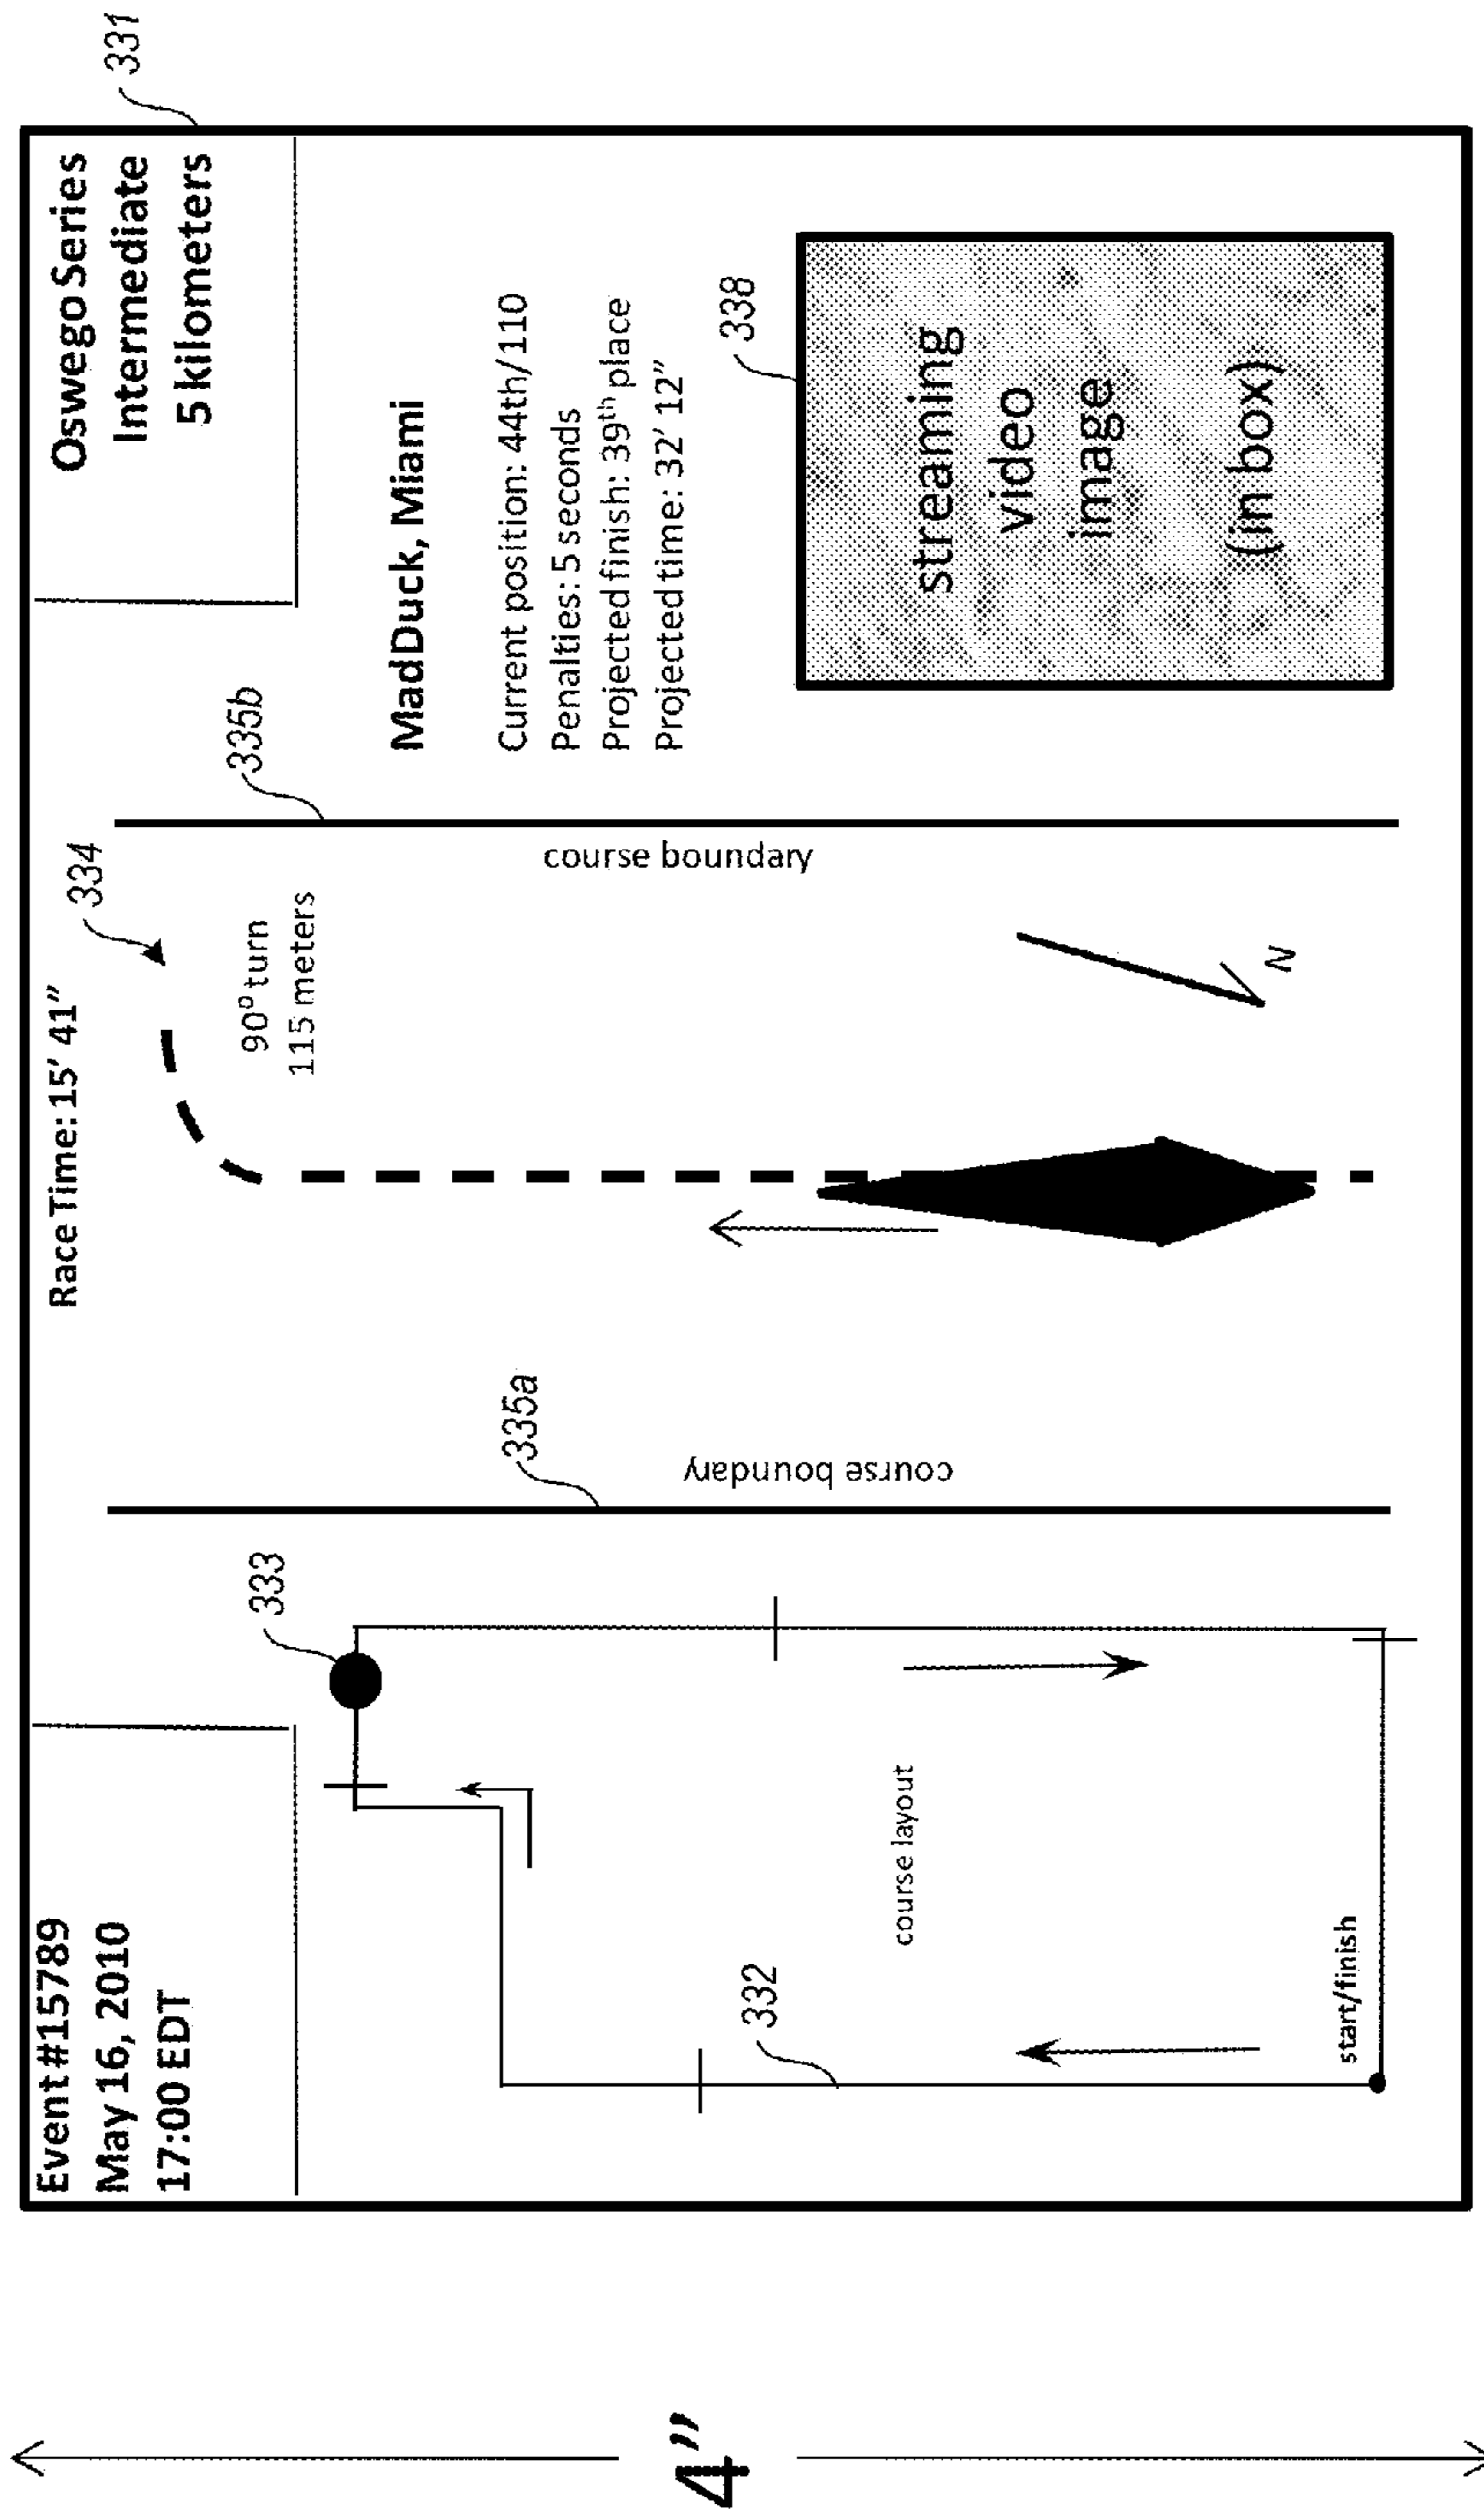 Event #15789
May 16, 2010
17:00 EDT
Race Time: 15’ 41”
Oswego Series
Intermediate
5 kilometers
331
333
332
course layout
start/finish
335a
course boundary
334
90⁰ turn
115 meters
N
335b
course boundary
MadDuck, Miami
Current position: 44th/110
Penalties: 5 seconds
Projected finish: 39th place
Projected time: 32’ 12”
338
streaming
video
image
(in box)
4”